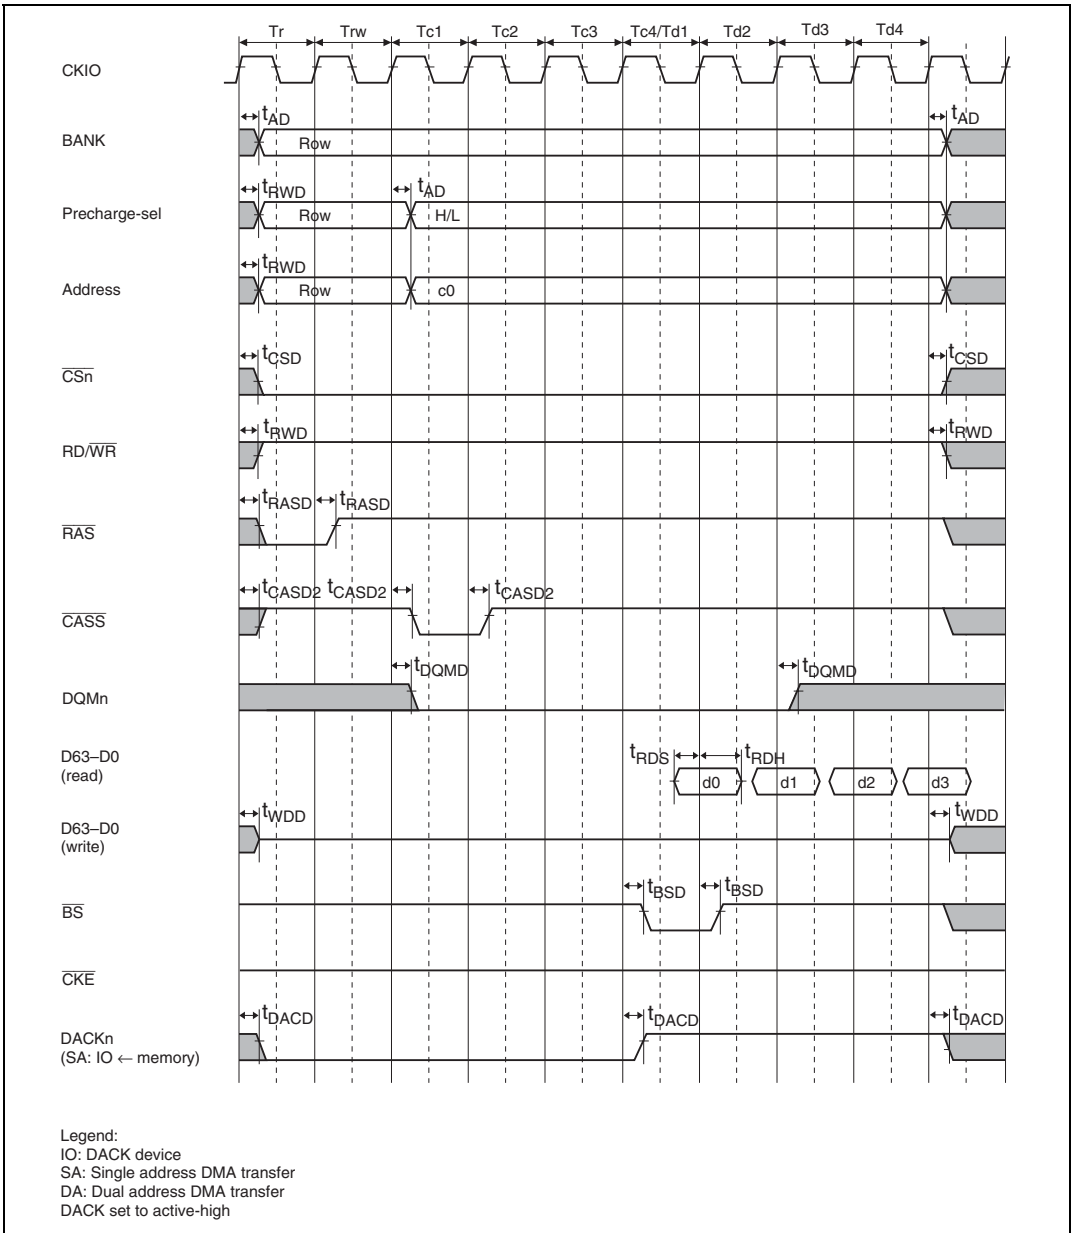 Tr Trw Tc1 Tc2 Tc3 Tc4/Td1 Td2 Td3 Td4
CKIO
tAD tAD
BANK Row
tRWD tAD
Precharge-sel Row H/L
tRWD
Address Row c0
tCSD tCSD
CSn
tRWD tRWD
RD/WR
tRASD tRASD
RAS
tCASD2 tCASD2 tCASD2
CASS
tDQMD tDQMD
DQMn
D63–D0
(read)
tRDS tRDH
d0 d1 d2 d3
tWDD tWDD
D63–D0
(write)
tBSD tBSD
BS
CKE
tDACD tDACD tDACD
DACKn
(SA: IO ← memory)
Legend:
IO: DACK device
SA: Single address DMA transfer
DA: Dual address DMA transfer
DACK set to active-high